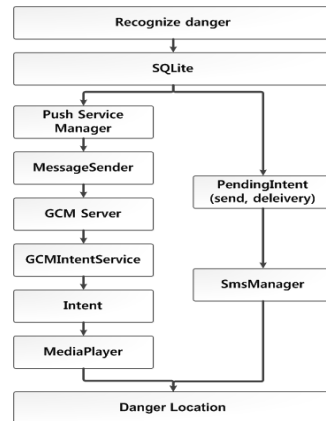 Recognize danger
SQLite
Push Service
Manager
MessageSender
GCM Server
GCMIntentService
Intent
MediaPlayer
PendingIntent
(send, deleivery)
SmsManager
Danger Location